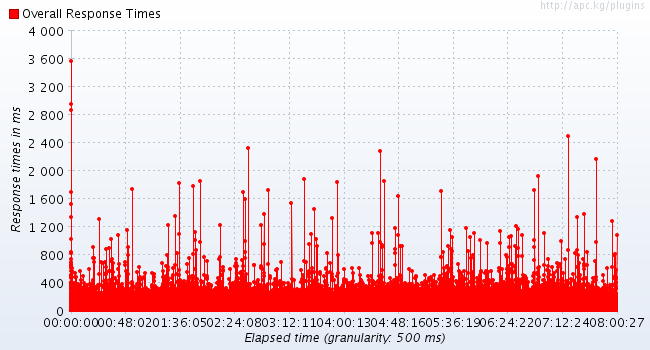 http://apc.kg/plugins
Overall Response Times
4 000
3 600
3 200
2 800
2 400
2 000
1 600
1 200
800
400
0
Response times in ms
00:00:00 00:48:02 01:36:05 02:24:08 03:12:11 04:00:13 04:48:16 05:36:19 06:24:22 07:12:24 08:00:27
Elapsed time (granularity: 500 ms)